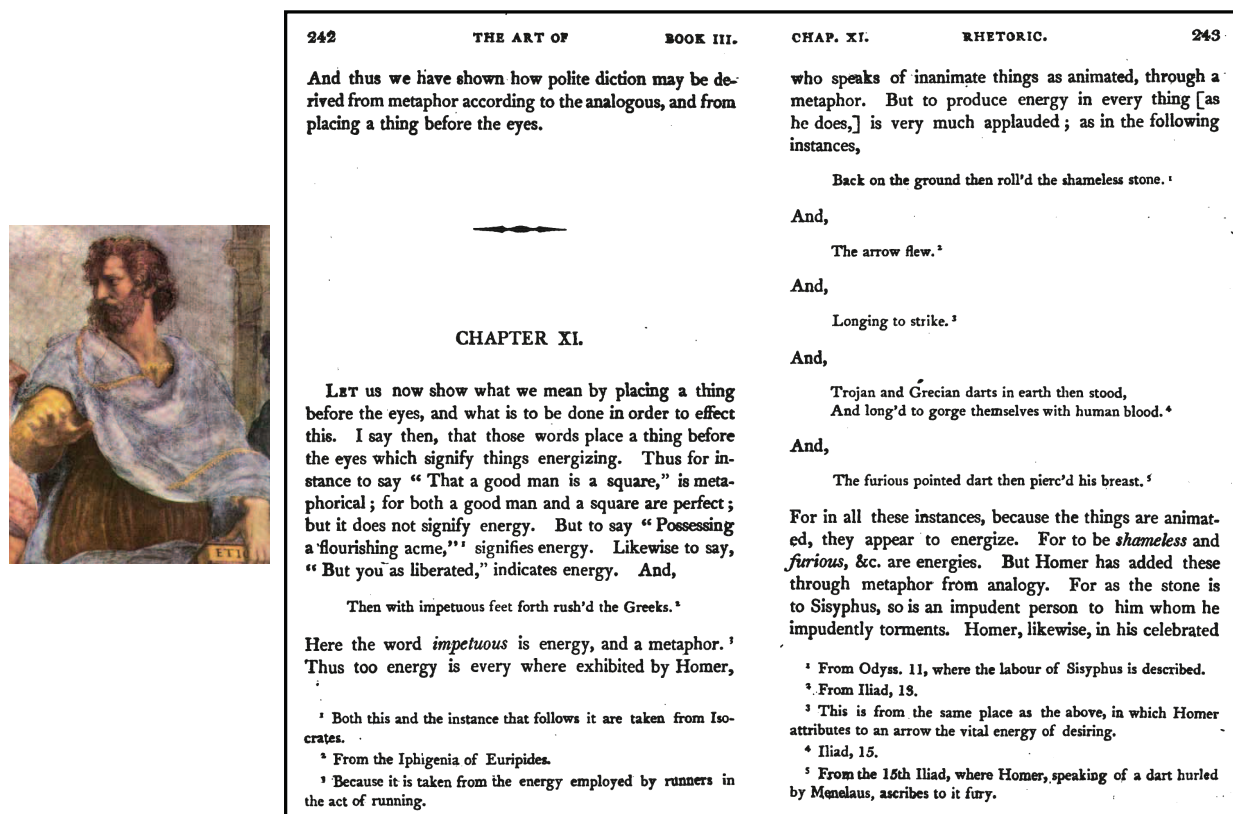 242 THE ART OF BOOK III.
And thus we have shown how polite diction may be de-
rived from metaphor according to the analogous, and from
placing a thing before the eyes.
CHAPTER XI.
LET us now show what we mean by placing a thing
before the eyes, and what is to be done in order to effect
this. I say then, that those words place a thing before
the eyes which signify things energizing. Thus for in-
stance to say “ That a good man is a square,” is meta-
phorical ; for both a good man and a square are perfect ;
but it does not signify energy. But to say “ Possessing
a flourishing acme,”¹ signifies energy. Likewise to say,
“ But you as liberated,” indicates energy. And,
Then with impetuous feet forth rush’d the Greeks.²
Here the word impetuous is energy, and a metaphor. ³
Thus too energy is every where exhibited by Homer,
¹ Both this and the instance that follows it are taken from Iso-
crates.
² From the Iphigenia of Euripides.
³ Because it is taken from the energy employed by runners in
the act of running.
CHAP. XI. RHETORIC. 243
who speaks of inanimate things as animated, through a
metaphor. But to produce energy in every thing [as
he does,] is very much applauded ; as in the following
instances,
Back on the ground then roll’d the shameless stone. ¹
And,
The arrow flew. ²
And,
Longing to strike. ³
And,
Trojan and Grecian darts in earth then stood,
And long’d to gorge themselves with human blood. ⁴
And,
The furious pointed dart then pierc’d his breast. ⁵
For in all these instances, because the things are animat-
ed, they appear to energize. For to be shameless and
furious, &c. are energies. But Homer has added these
through metaphor from analogy. For as the stone is
to Sisyphus, so is an impudent person to him whom he
impudently torments. Homer, likewise, in his celebrated
¹ From Odyss. 11, where the labour of Sisyphus is described.
² From Iliad, 13.
³ This is from the same place as the above, in which Homer
attributes to an arrow the vital energy of desiring.
⁴ Iliad, 15.
⁵ From the 15th Iliad, where Homer, speaking of a dart hurled
by Menelaus, ascribes to it fury.
ETI